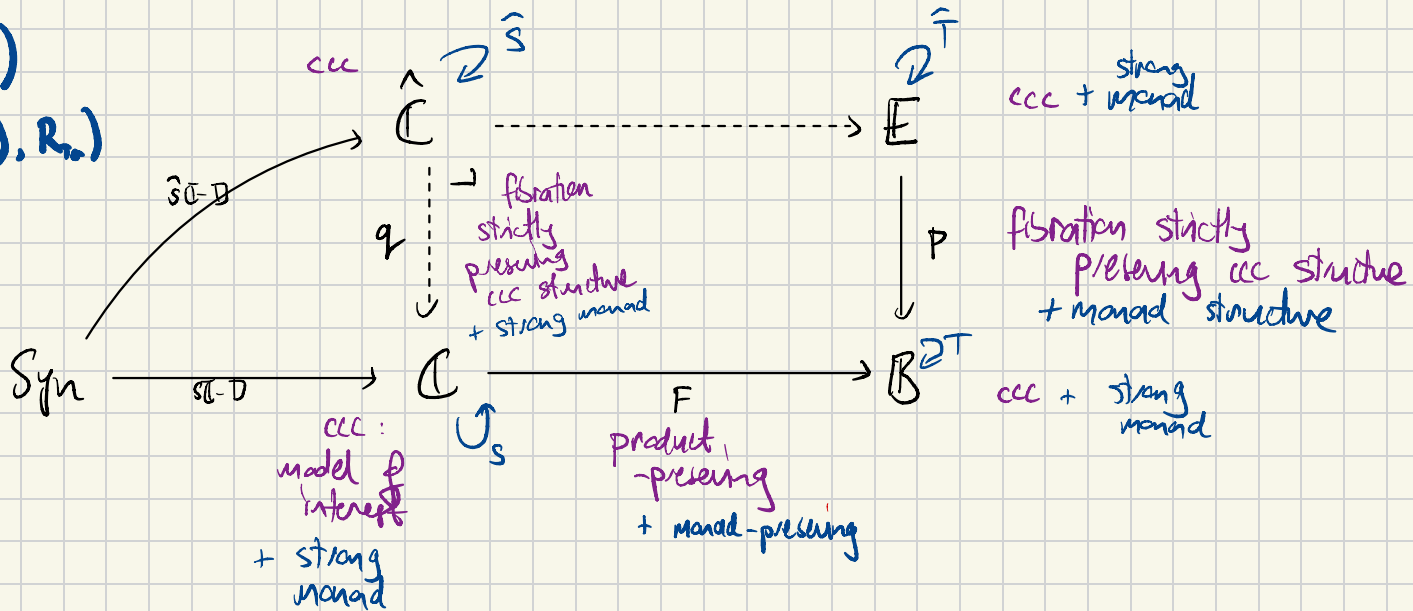 )
), R_Tn)
ccc
Ĉ
Ŝ
E
T̂
ccc + strong
monad
ŝ⟦-⟧
q
fibration
strictly
preserving
ccc structure
+ strong monad
p
fibration strictly
preserving ccc structure
+ monad structure
Syn
s⟦-⟧
C
S
F
B
T
ccc + strong
monad
ccc :
model of
interest
+ strong
monad
product
-preserving
+ monad-preserving